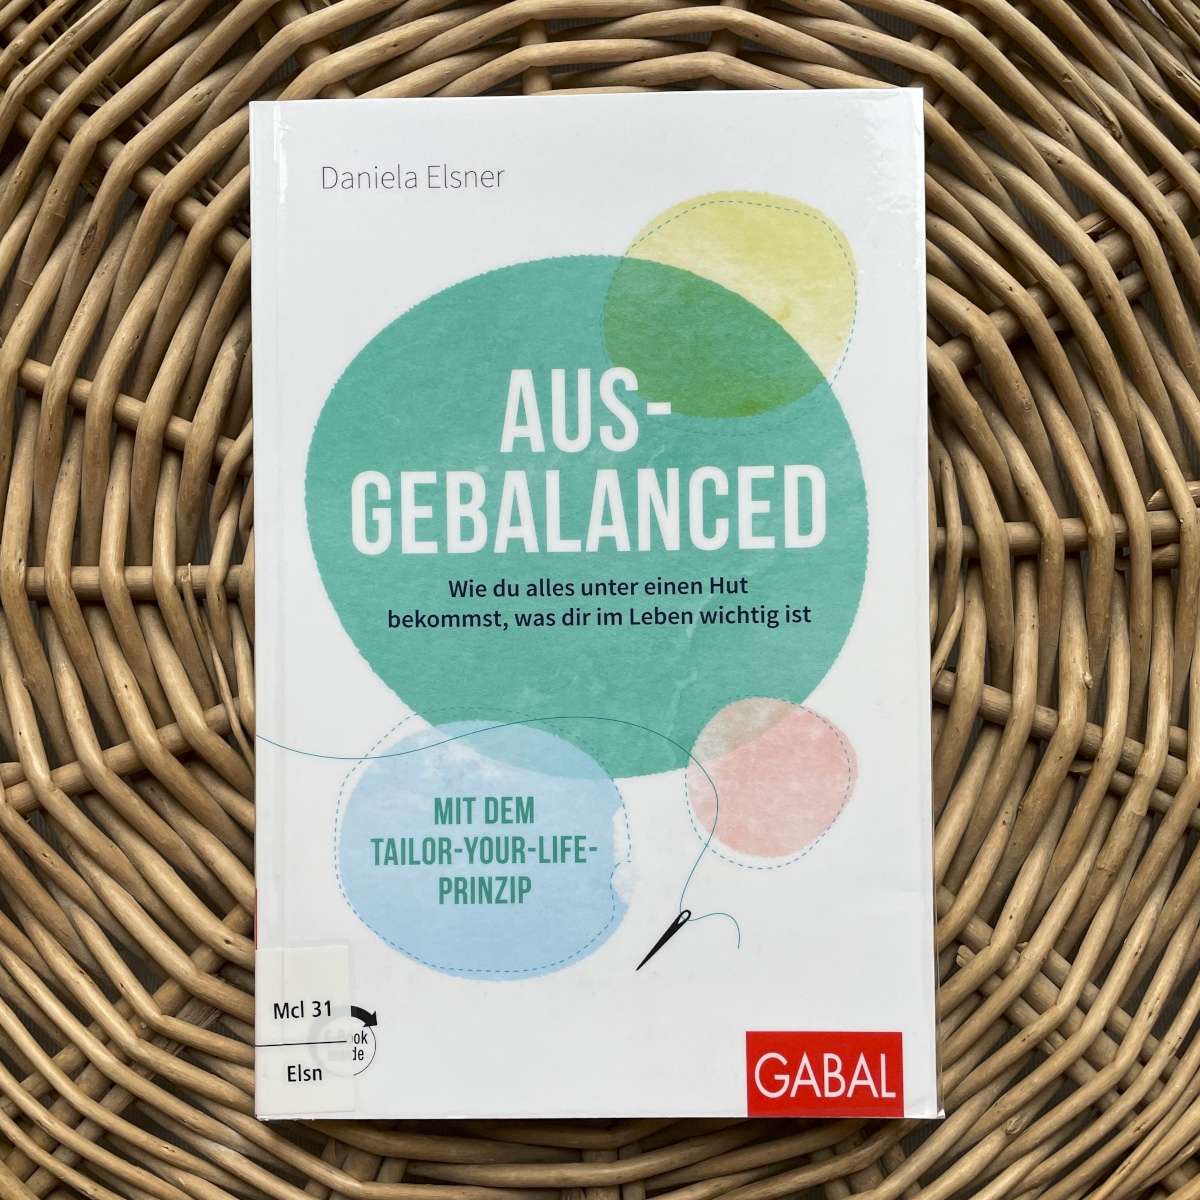 Daniela Elsner
AUS-
GEBALANCED
Wie du alles unter einen Hut
bekommst, was dir im Leben wichtig ist
MIT DEM
TAILOR-YOUR-LIFE-
PRINZIP
Mcl 31
Elsn
GABAL